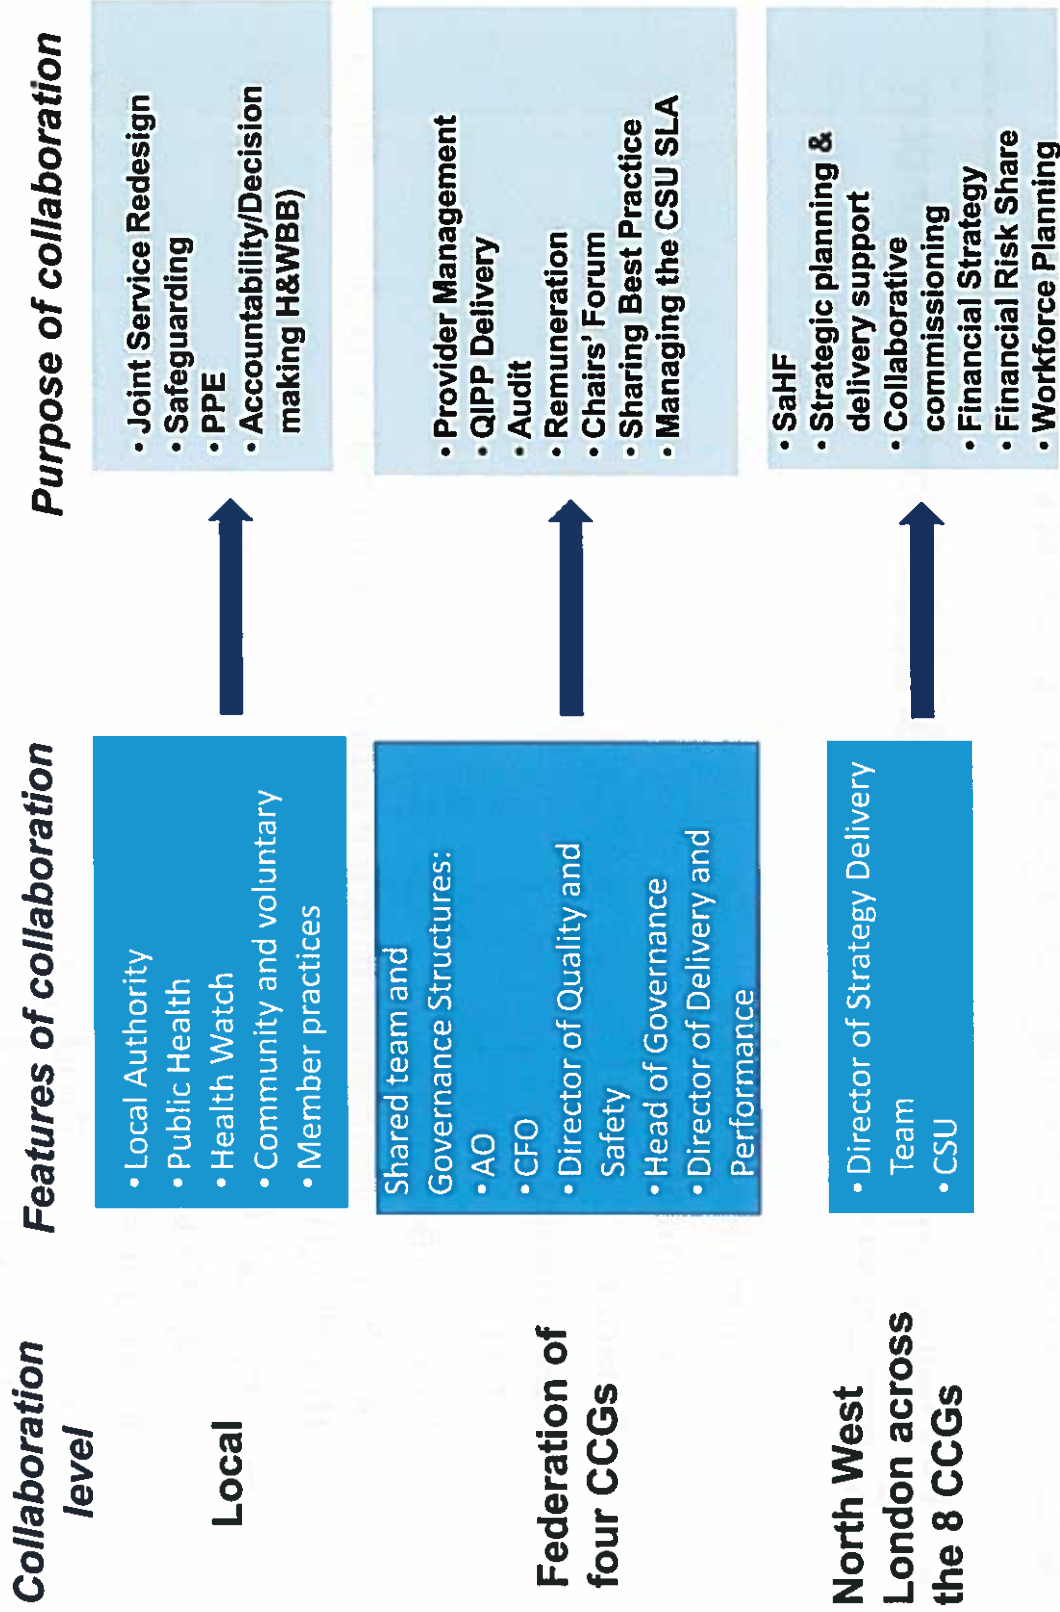 Collaboration
level
Features of collaboration
Purpose of collaboration
Local
• Local Authority
• Public Health
• Health Watch
• Community and voluntary
• Member practices
• Joint Service Redesign
• Safeguarding
• PPE
• Accountability/Decision
making H&WBB)
Federation of
four CCGs
Shared team and
Governance Structures:
• AO
• CFO
• Director of Quality and
Safety
• Head of Governance
• Director of Delivery and
Performance
• Provider Management
• QIPP Delivery
• Audit
• Remuneration
• Chairs' Forum
• Sharing Best Practice
• Managing the CSU SLA
North West
London across
the 8 CCGs
• Director of Strategy Delivery
Team
• CSU
• SaHF
• Strategic planning &
delivery support
• Collaborative
commissioning
• Financial Strategy
• Financial Risk Share
• Workforce Planning